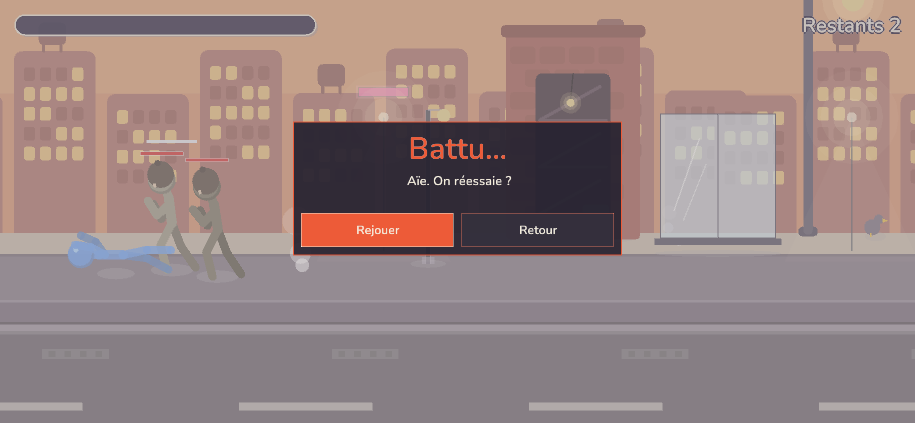 Restants 2
Battu...
Aïe. On réessaie ?
Rejouer
Retour